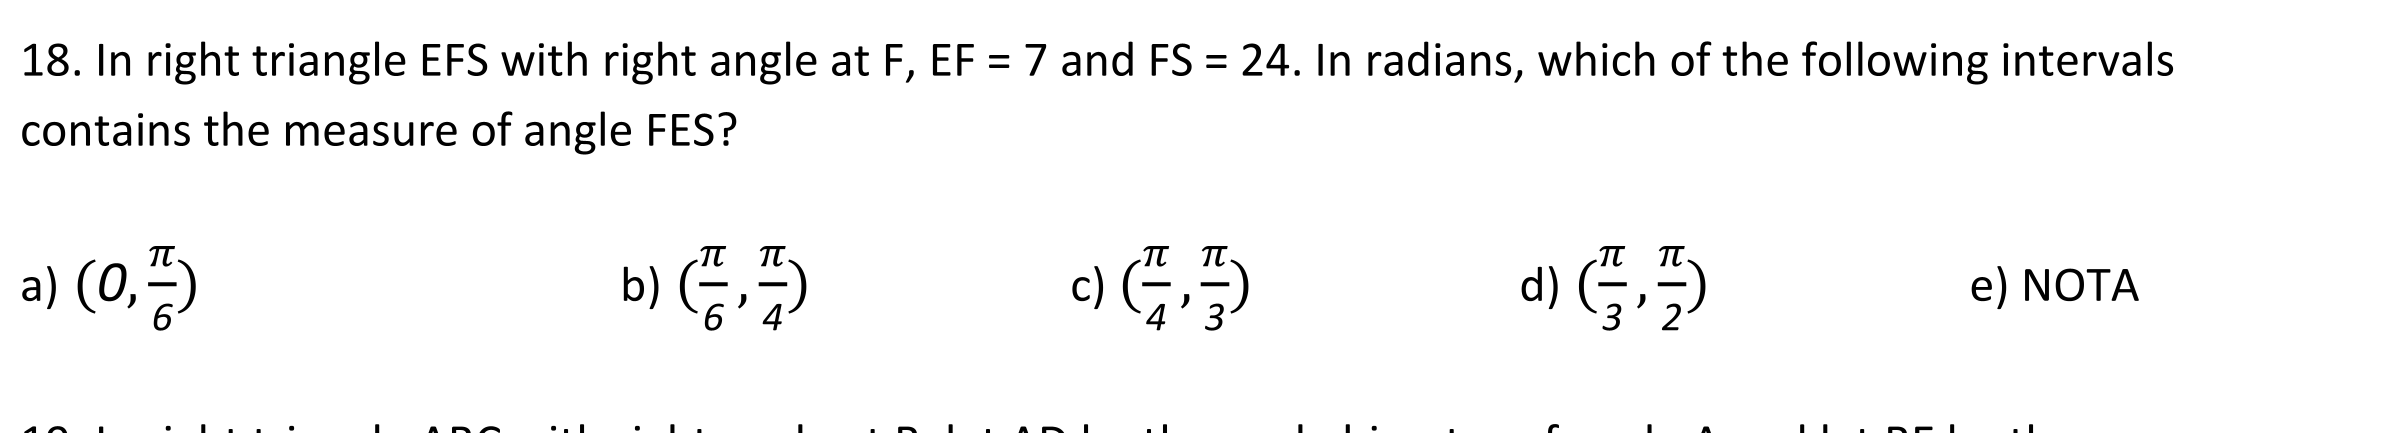 18. In right triangle EFS with right angle at F, EF = 7 and FS = 24. In radians, which of the following intervals
contains the measure of angle FES?
a) (0, π/6) b) (π/6, π/4) c) (π/4, π/3) d) (π/3, π/2) e) NOTA